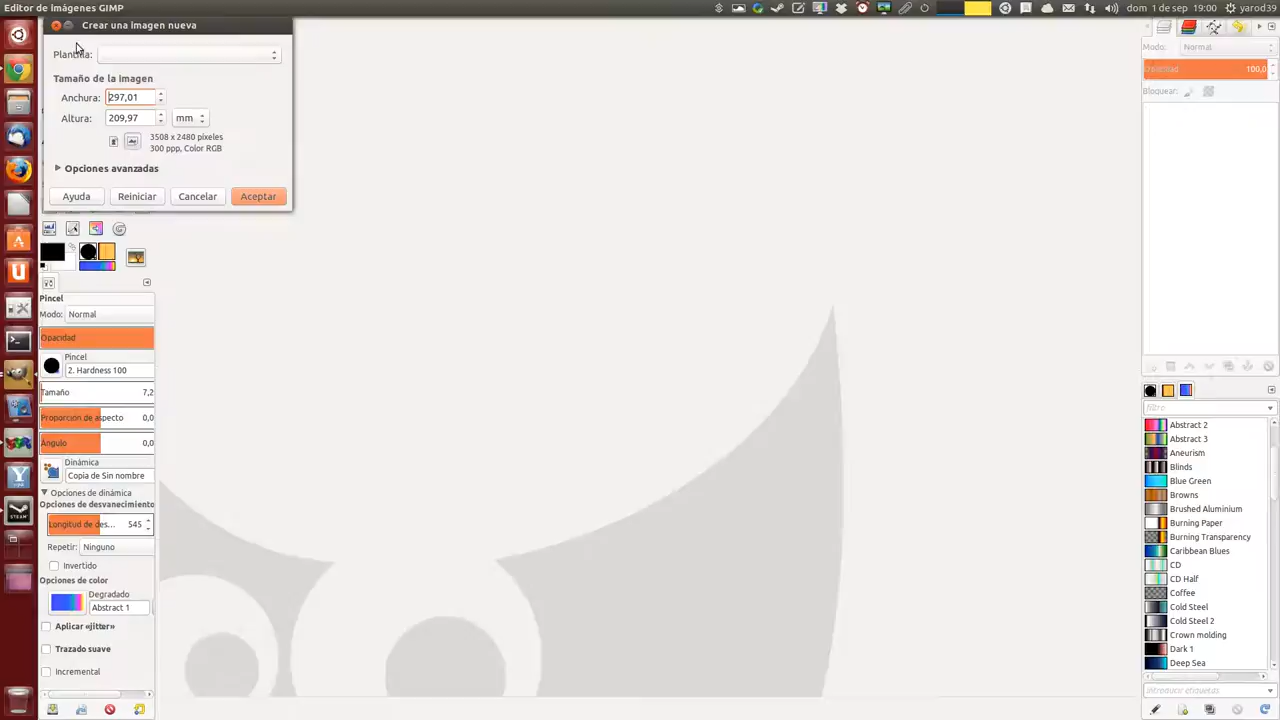 Editor de imágenes GIMP
dom 1 de sep 19:00
yarod39
Crear una imagen nueva
Plantilla:
Tamaño de la imagen
Anchura: 297,01
Altura: 209,97 mm
3508 x 2480 píxeles
300 ppp, Color RGB
Opciones avanzadas
Ayuda Reiniciar Cancelar Aceptar
Pincel
Modo: Normal
Opacidad
Pincel
2. Hardness 100
Tamaño 7,2
Proporción de aspecto 0,0
Ángulo 0,0
Dinámica
Copia de Sin nombre
Opciones de dinámica
Opciones de desvanecimiento
Longitud de des... 545
Repetir: Ninguno
Invertido
Opciones de color
Degradado
Abstract 1
Aplicar «jitter»
Trazado suave
Incremental
Modo: Normal
Opacidad 100,0
Bloquear:
filtro
Abstract 2
Abstract 3
Aneurism
Blinds
Blue Green
Browns
Brushed Aluminium
Burning Paper
Burning Transparency
Caribbean Blues
CD
CD Half
Coffee
Cold Steel
Cold Steel 2
Crown molding
Dark 1
Deep Sea
introducir etiquetas